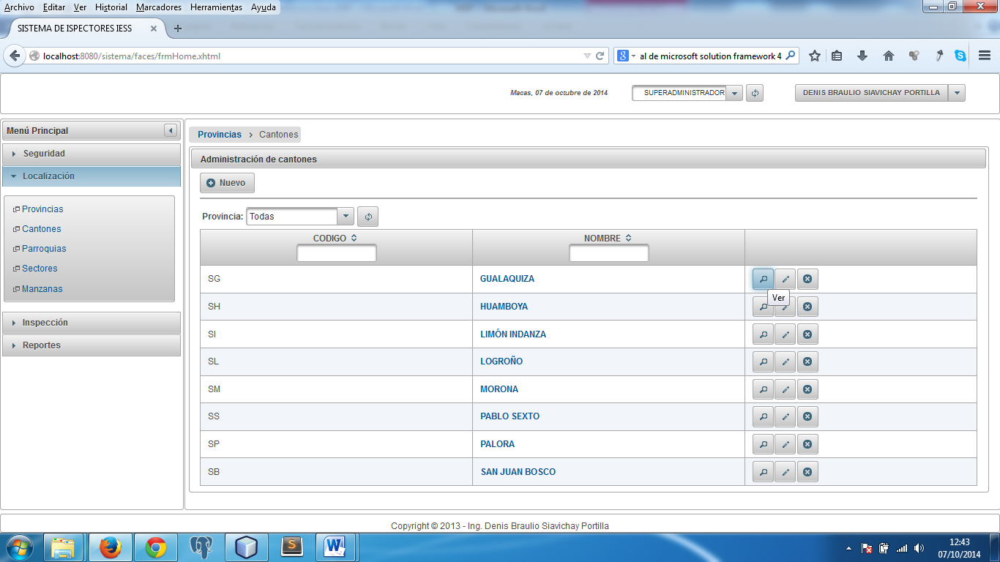 Archivo Editar Ver Historial Marcadores Herramientas Ayuda
SISTEMA DE ISPECTORES IESS
localhost:8080/sistema/faces/frmHome.xhtml
al de microsoft solution framework 4
Macas, 07 de octubre de 2014
SUPERADMINISTRADOR
DENIS BRAULIO SIAVICHAY PORTILLA
Menú Principal
Seguridad
Localización
Provincias
Cantones
Parroquias
Sectores
Manzanas
Inspección
Reportes
Provincias > Cantones
Administración de cantones
Nuevo
Provincia: Todas
CODIGO NOMBRE
SG GUALAQUIZA
Ver
SH HUAMBOYA
SI LIMÓN INDANZA
SL LOGROÑO
SM MORONA
SS PABLO SEXTO
SP PALORA
SB SAN JUAN BOSCO
Copyright © 2013 - Ing. Denis Braulio Siavichay Portilla
12:43
07/10/2014